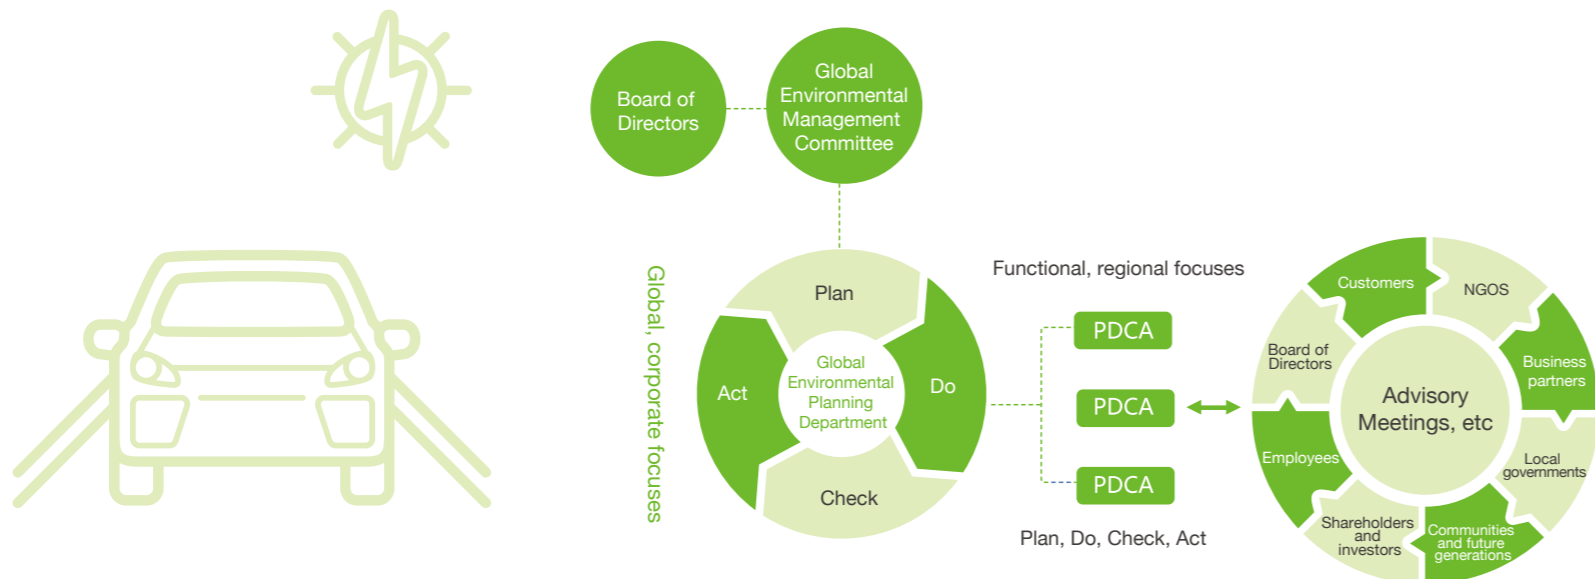 Board of
Directors
Global
Environmental
Management
Committee
Global, corporate focuses
Plan
Do
Check
Act
Global
Environmental
Planning
Department
Functional, regional focuses
PDCA
PDCA
PDCA
Plan, Do, Check, Act
Customers
NGOS
Business
partners
Local
governments
Communities
and future
generations
Shareholders
and
investors
Employees
Board of
Directors
Advisory
Meetings, etc